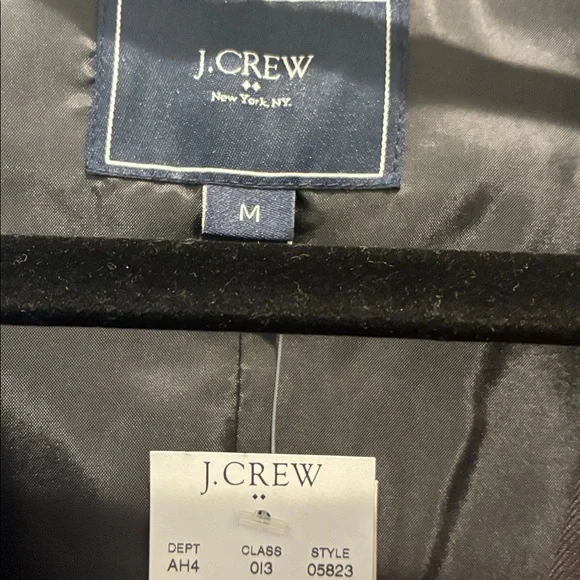 J.CREW
New York, NY.
M
J.CREW
DEPT CLASS STYLE
AH4 013 05823